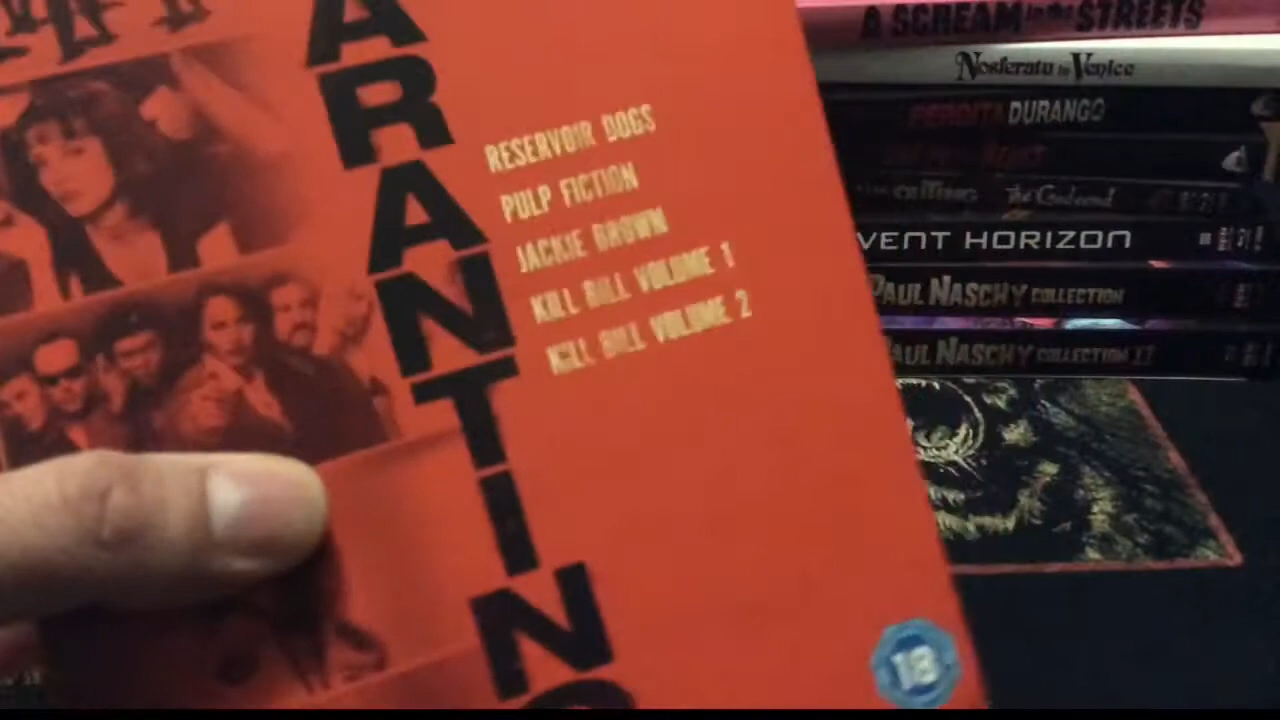 ARANTINO
RESERVOIR DOGS
PULP FICTION
JACKIE BROWN
KILL BILL VOLUME 1
KILL BILL VOLUME 2
18
A SCREAM in the STREETS
Nosferatu in Venice
PERDITA DURANGO
The Godsend
VENT HORIZON
PAUL NASCHY COLLECTION
PAUL NASCHY COLLECTION II